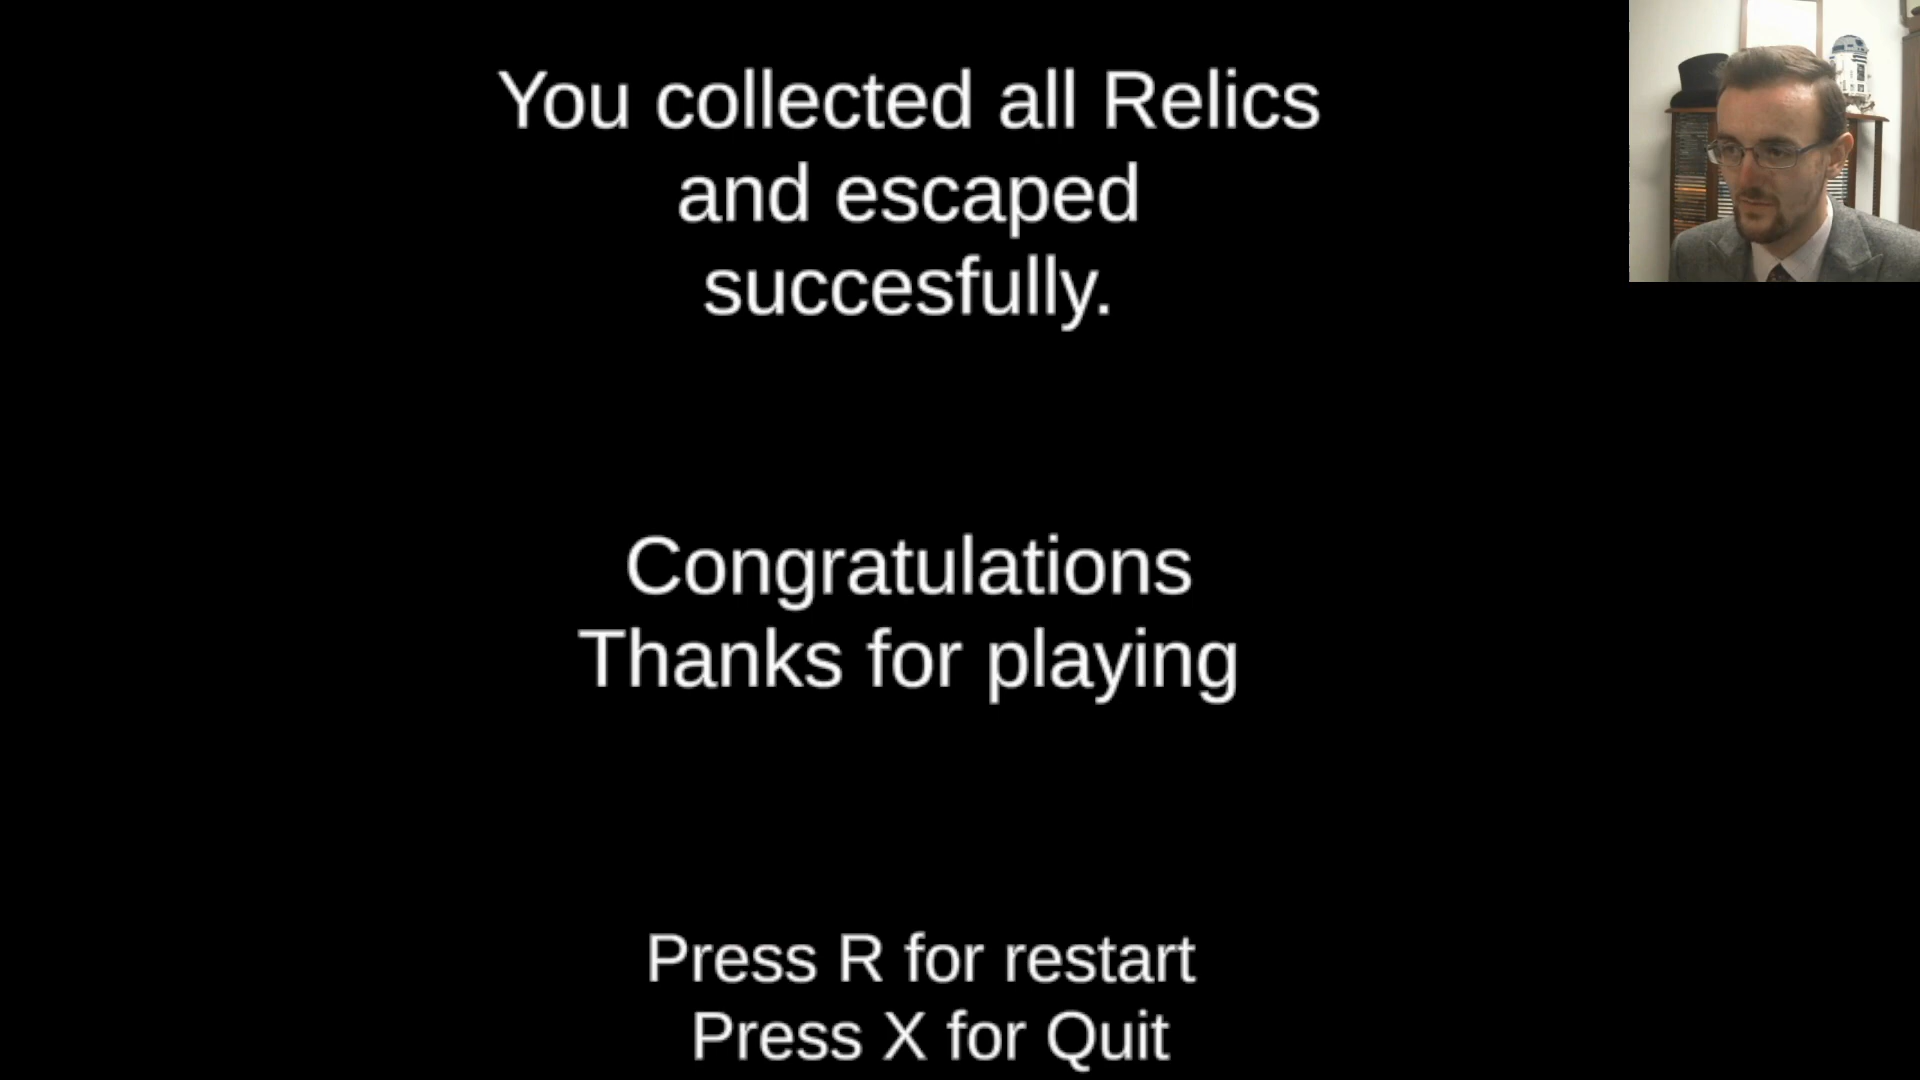 You collected all Relics
and escaped
succesfully.
Congratulations
Thanks for playing
Press R for restart
Press X for Quit